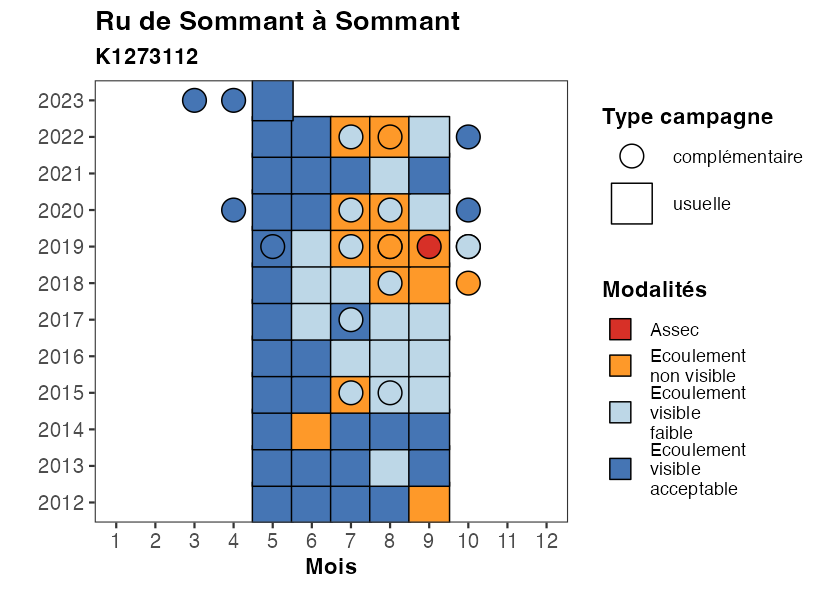 Ru de Sommant à Sommant
K1273112
2023
2022
2021
2020
2019
2018
2017
2016
2015
2014
2013
2012
1 2 3 4 5 6 7 8 9 10 11 12
Mois
Type campagne
complémentaire
usuelle
Modalités
Assec
Ecoulement
non visible
Ecoulement
visible
faible
Ecoulement
visible
acceptable